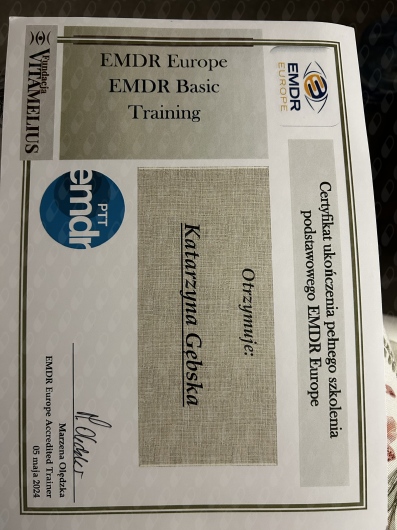 EMDR
EUROPE
Certyfikat ukończenia pełnego szkolenia
podstawowego EMDR Europe
EMDR Europe
EMDR Basic
Training
Otrzymuje:
Katarzyna Gębska
Fundacja
VITAMELIUS
PTT
emdr
Marzena Olędzka
EMDR Europe Accredited Trainer
05 maja 2024